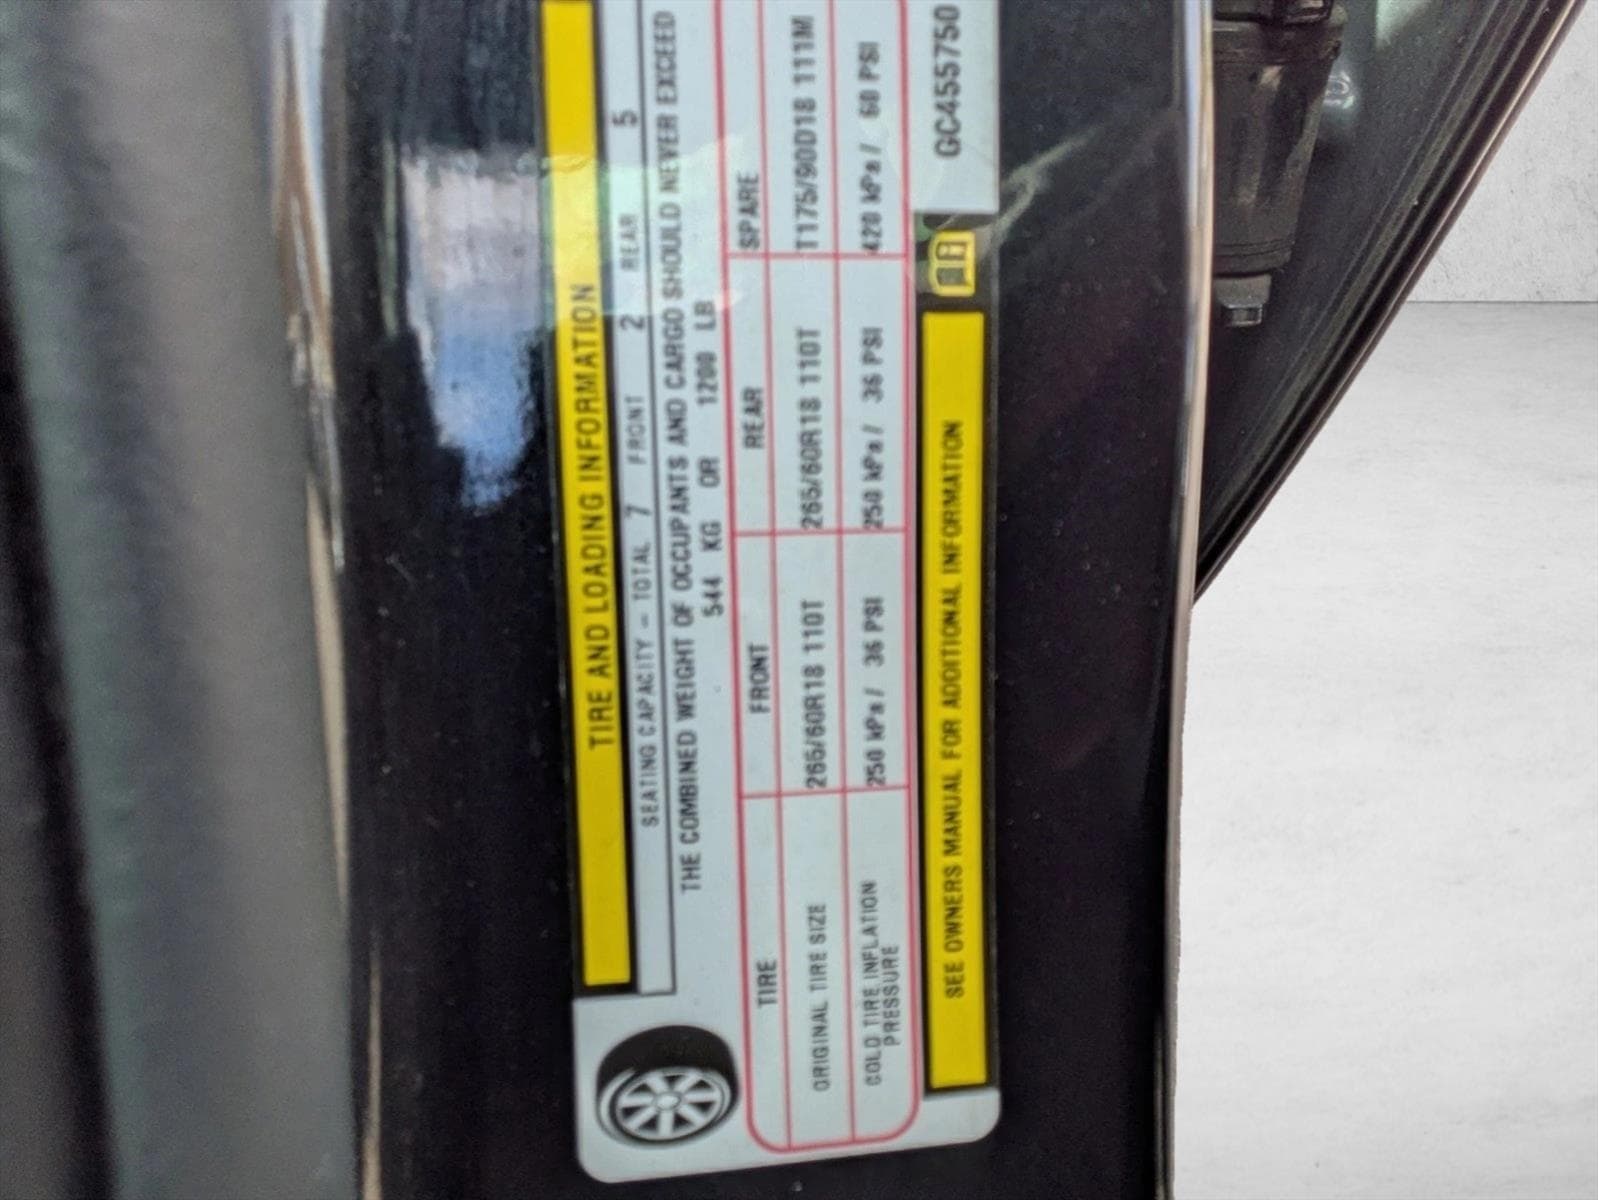 TIRE AND LOADING INFORMATION
SEATING CAPACITY – TOTAL 7 FRONT 2 REAR 5
THE COMBINED WEIGHT OF OCCUPANTS AND CARGO SHOULD NEVER EXCEED
544 KG OR 1200 LB
TIRE FRONT REAR SPARE
ORIGINAL TIRE SIZE 265/60R18 110T 265/60R18 110T T175/90D18 111M
COLD TIRE INFLATION PRESSURE 250 kPa / 36 PSI 250 kPa / 36 PSI 420 kPa / 60 PSI
SEE OWNERS MANUAL FOR ADDITIONAL INFORMATION
GC455750